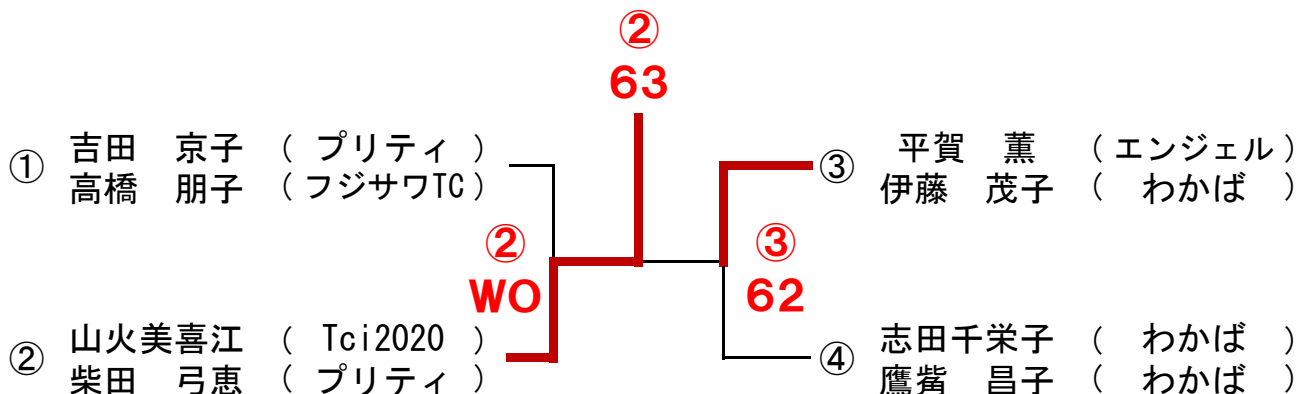 ②
63
① 吉田 京子 ( プリティ )
高橋 朋子 ( フジサワTC )
②
WO
② 山火美喜江 ( Tci2020 )
柴田 弓恵 ( プリティ )
③ 平賀 薫 ( エンジェル )
伊藤 茂子 ( わかば )
③
62
④ 志田千栄子 ( わかば )
鷹觜 昌子 ( わかば )